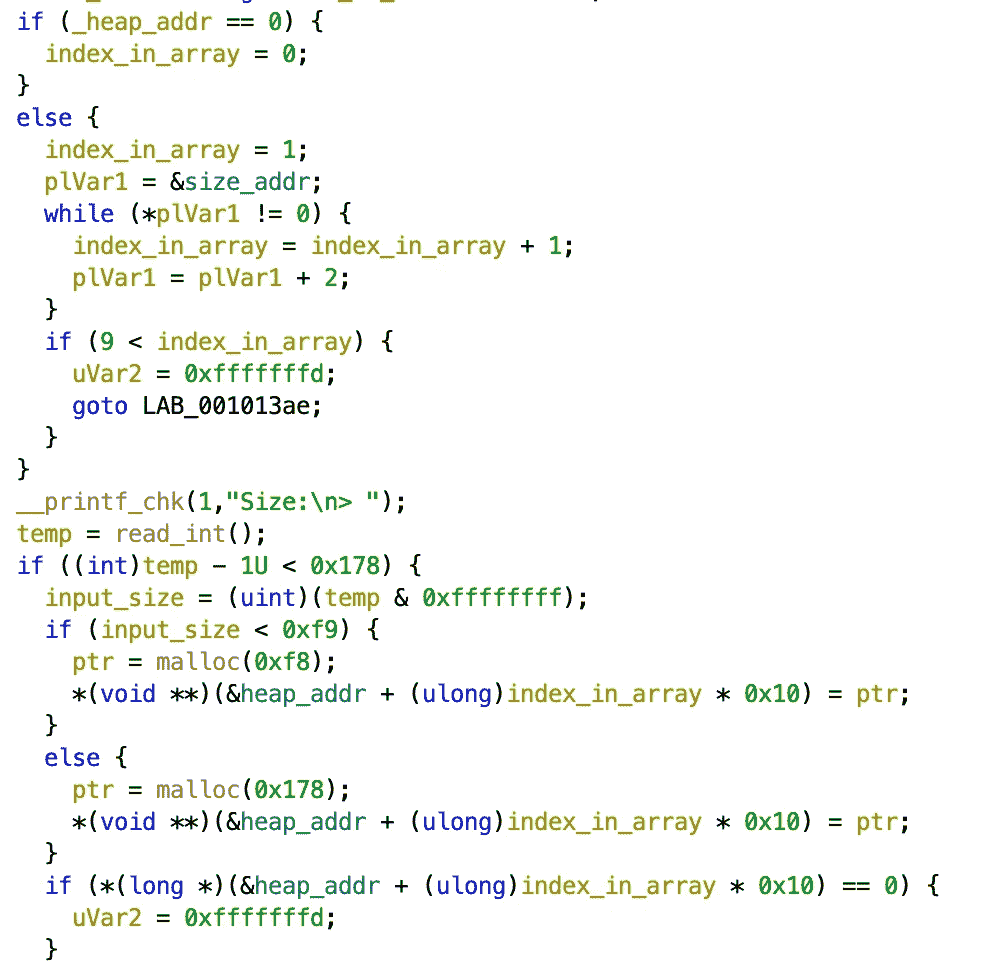 if (_heap_addr == 0) {
index_in_array = 0;
}
else {
index_in_array = 1;
plVar1 = &size_addr;
while (*plVar1 != 0) {
index_in_array = index_in_array + 1;
plVar1 = plVar1 + 2;
}
if (9 < index_in_array) {
uVar2 = 0xfffffffd;
goto LAB_001013ae;
}
}
__printf_chk(1,"Size:\n> ");
temp = read_int();
if ((int)temp - 1U < 0x178) {
input_size = (uint)(temp & 0xffffffff);
if (input_size < 0xf9) {
ptr = malloc(0xf8);
*(void **)(&heap_addr + (ulong)index_in_array * 0x10) = ptr;
}
else {
ptr = malloc(0x178);
*(void **)(&heap_addr + (ulong)index_in_array * 0x10) = ptr;
}
if (*(long *)(&heap_addr + (ulong)index_in_array * 0x10) == 0) {
uVar2 = 0xfffffffd;
}